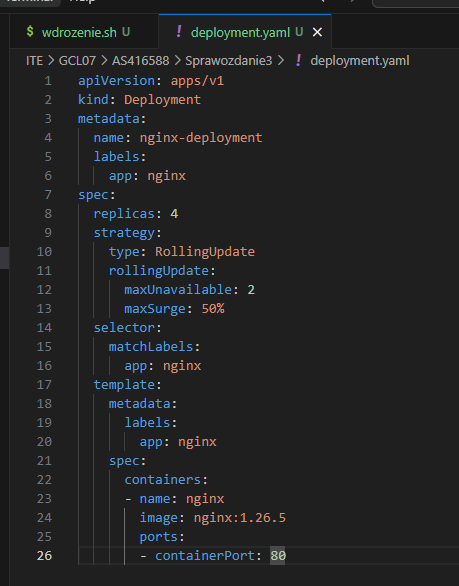 $ wdrozenie.sh U
! deployment.yaml U ×
ITE > GCL07 > AS416588 > Sprawozdanie3 > ! deployment.yaml
1 apiVersion: apps/v1
2 kind: Deployment
3 metadata:
4   name: nginx-deployment
5   labels:
6     app: nginx
7 spec:
8   replicas: 4
9   strategy:
10     type: RollingUpdate
11     rollingUpdate:
12       maxUnavailable: 2
13       maxSurge: 50%
14   selector:
15     matchLabels:
16       app: nginx
17   template:
18     metadata:
19       labels:
20         app: nginx
21     spec:
22       containers:
23       - name: nginx
24         image: nginx:1.26.5
25         ports:
26         - containerPort: 80